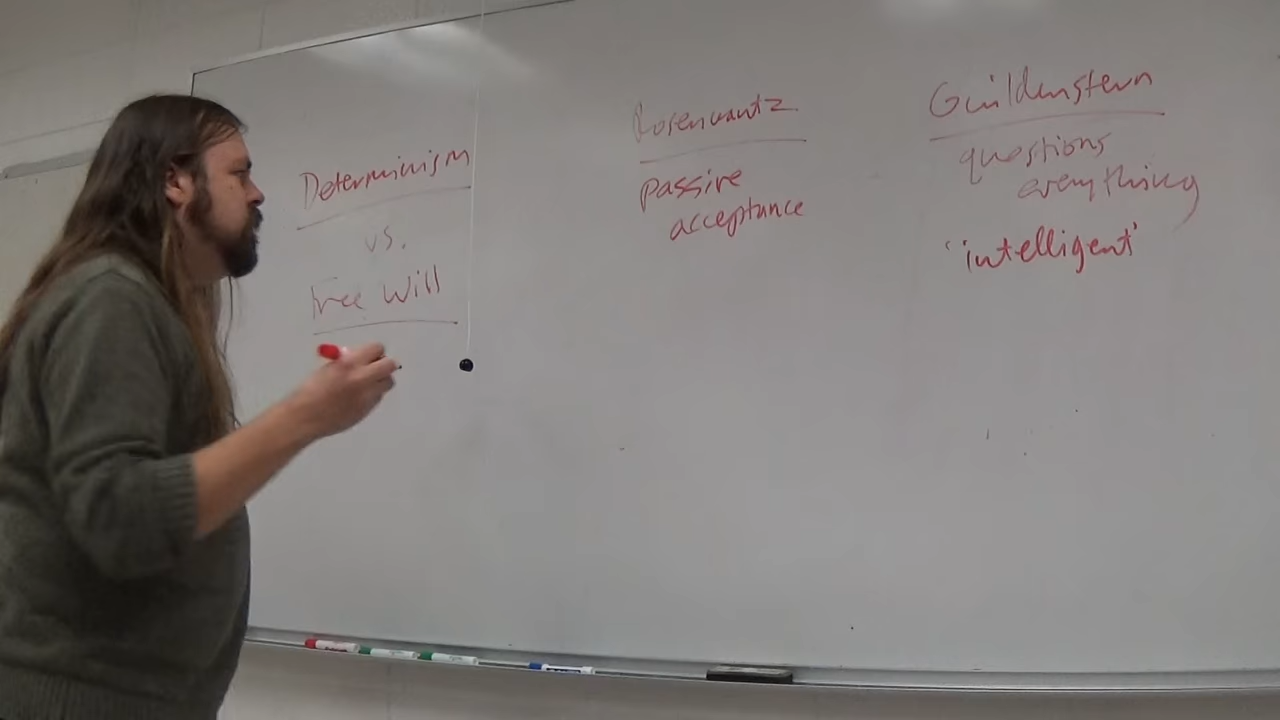 Determinism
vs.
Free Will
Rosencrantz
passive
acceptance
Guildenstern
questions
everything
'intelligent'